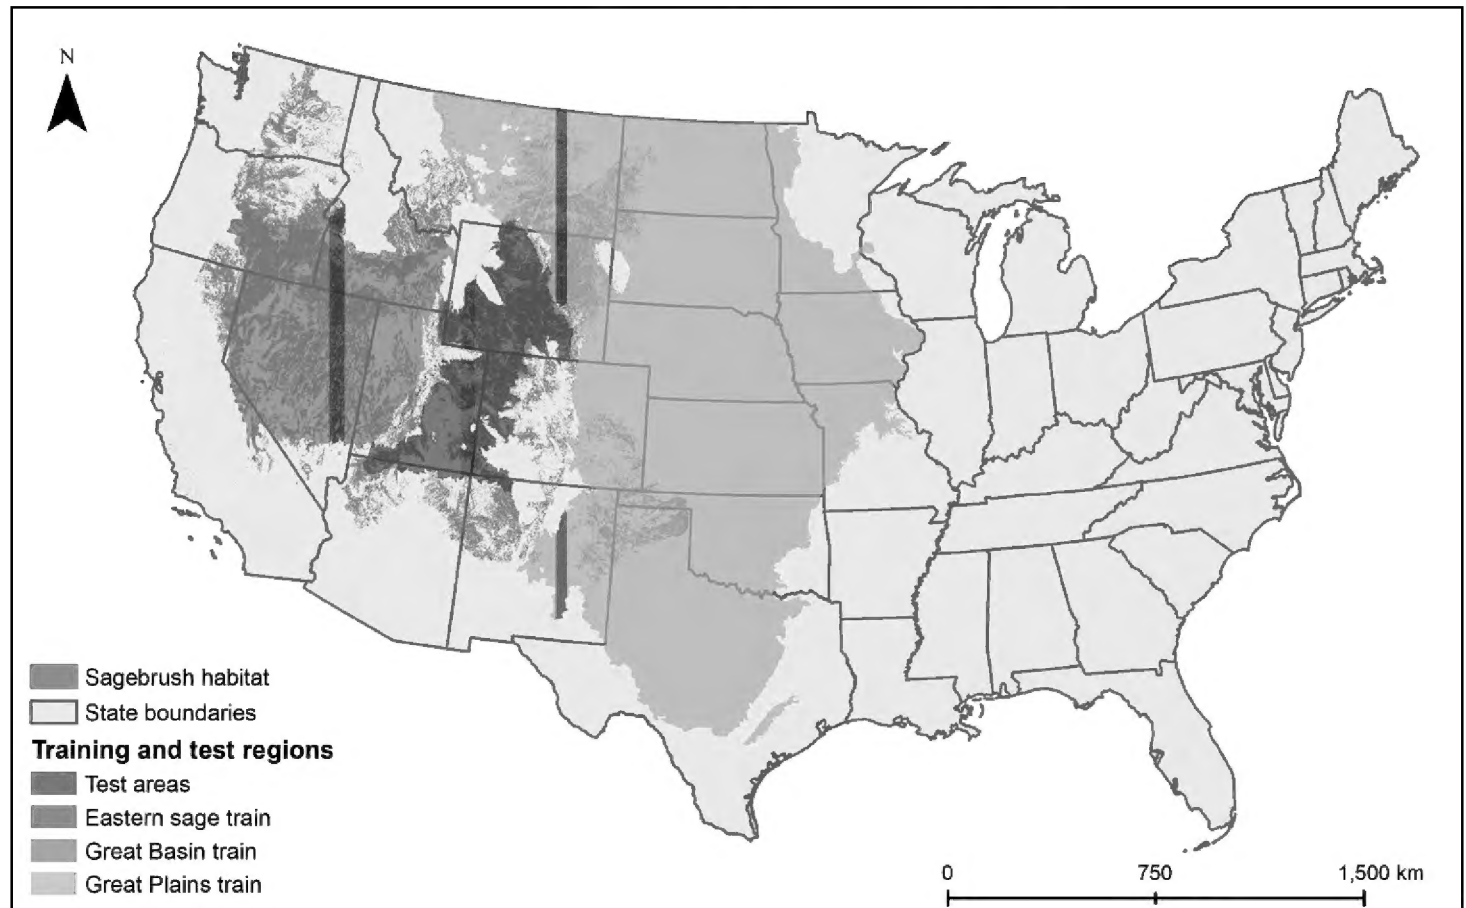 N
Sagebrush habitat
State boundaries
Training and test regions
Test areas
Eastern sage train
Great Basin train
Great Plains train
0 750 1,500 km